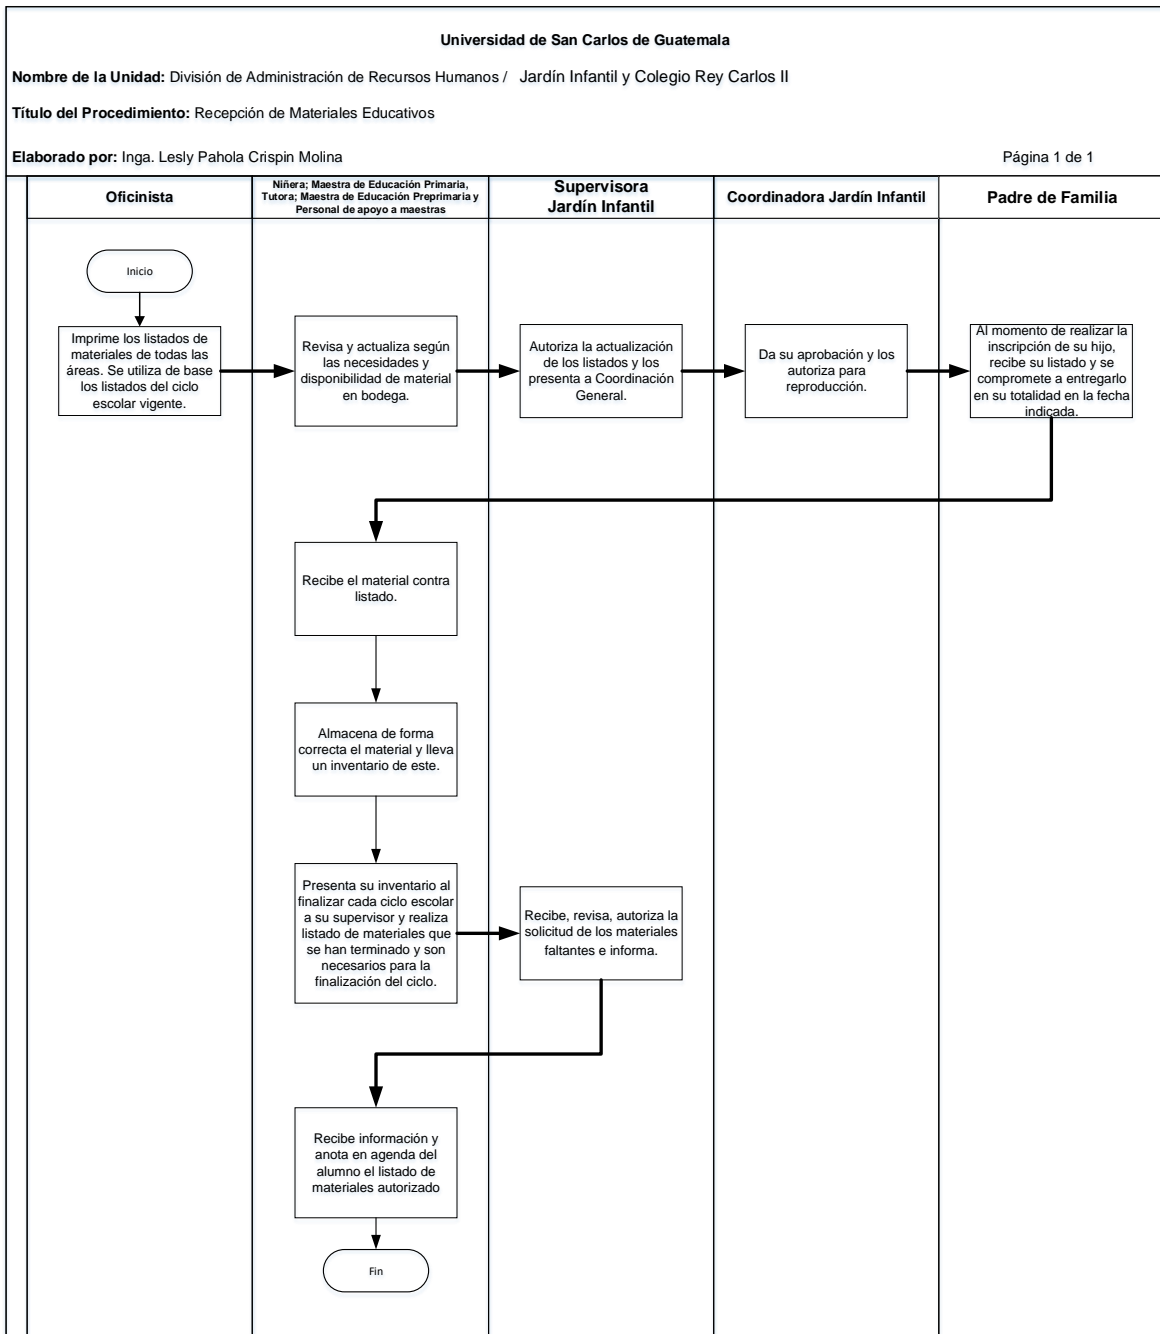 Universidad de San Carlos de Guatemala
Nombre de la Unidad: División de Administración de Recursos Humanos / Jardín Infantil y Colegio Rey Carlos II
Título del Procedimiento: Recepción de Materiales Educativos
Elaborado por: Inga. Lesly Pahola Crispin Molina
Página 1 de 1
Oficinista
Niñera; Maestra de Educación Primaria,
Tutora; Maestra de Educación Preprimaria y
Personal de apoyo a maestras
Supervisora
Jardín Infantil
Coordinadora Jardín Infantil
Padre de Familia
Inicio
Imprime los listados de
materiales de todas las
áreas. Se utiliza de base
los listados del ciclo
escolar vigente.
Revisa y actualiza según
las necesidades y
disponibilidad de material
en bodega.
Autoriza la actualización
de los listados y los
presenta a Coordinación
General.
Da su aprobación y los
autoriza para
reproducción.
Al momento de realizar la
inscripción de su hijo,
recibe su listado y se
compromete a entregarlo
en su totalidad en la fecha
indicada.
Recibe el material contra
listado.
Almacena de forma
correcta el material y lleva
un inventario de este.
Presenta su inventario al
finalizar cada ciclo escolar
a su supervisor y realiza
listado de materiales que
se han terminado y son
necesarios para la
finalización del ciclo.
Recibe, revisa, autoriza la
solicitud de los materiales
faltantes e informa.
Recibe información y
anota en agenda del
alumno el listado de
materiales autorizado
Fin